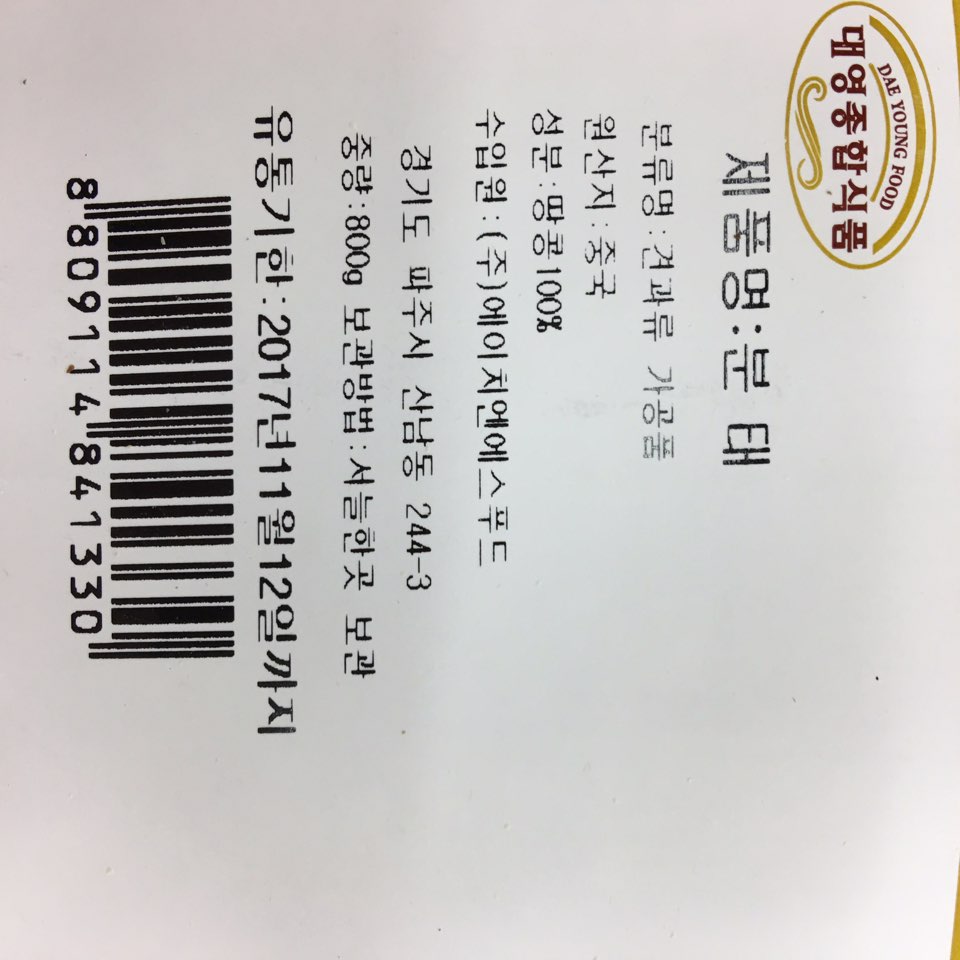 대영종합식품
DAE YOUNG FOOD
제품명:분 태
분류명:견과류 가공품
원산지:중국
성분:땅콩100%
수입원:(주)에이치엔에스푸드
경기도 파주시 산남동 244-3
중량:800g 보관방법:서늘한곳 보관
유통기한:2017년11월12일까지
8809114841330